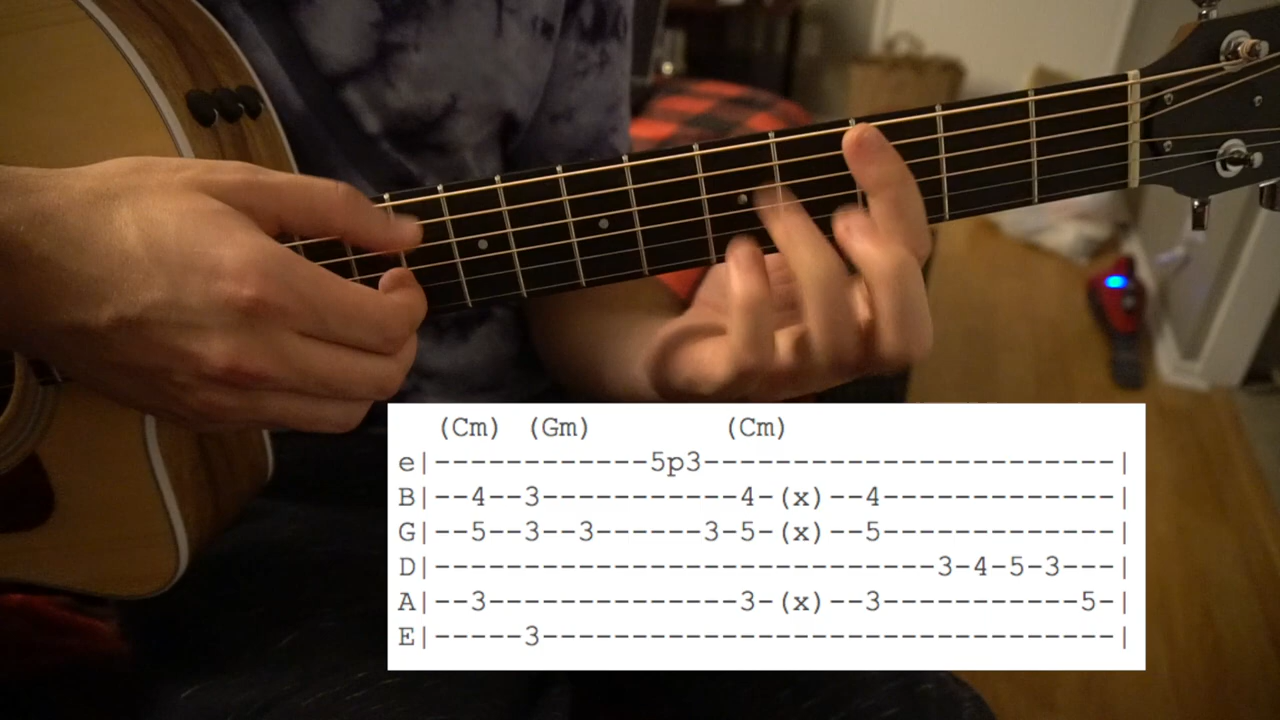 (Cm) (Gm) (Cm)
e|------------5p3-----------------------|
B|--4--3-----------4-(x)--4-------------|
G|--5--3--3------3-5-(x)--5-------------|
D|----------------------------3-4-5-3---|
A|--3--------------3-(x)--3-----------5-|
E|-----3--------------------------------|